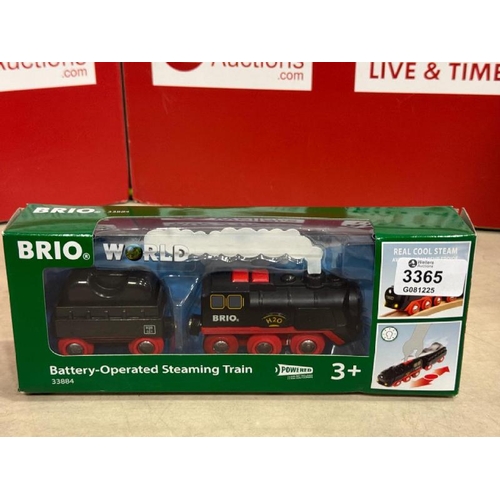 Auctions
.com
Auctions
.com
LIVE & TIME
BRIO® 33884
BRIO® WORLD
REAL COOL STEAM
3365
G081225
BRIO®
H2O
Battery-Operated Steaming Train
33884
POWERED
3+